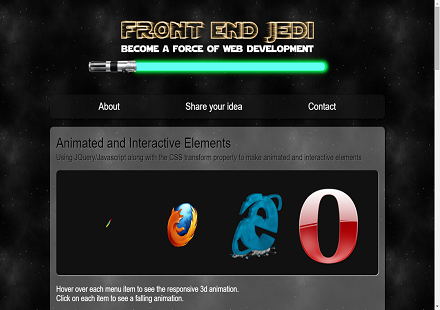 FRONT END JEDI
BECOME A FORCE OF WEB DEVELOPMENT
About Share your idea Contact
Animated and Interactive Elements
Using JQuery/Javascript along with the CSS transform property to make animated and interactive elements
Hover over each menu item to see the responsive 3d animation.
Click on each item to see a falling animation.